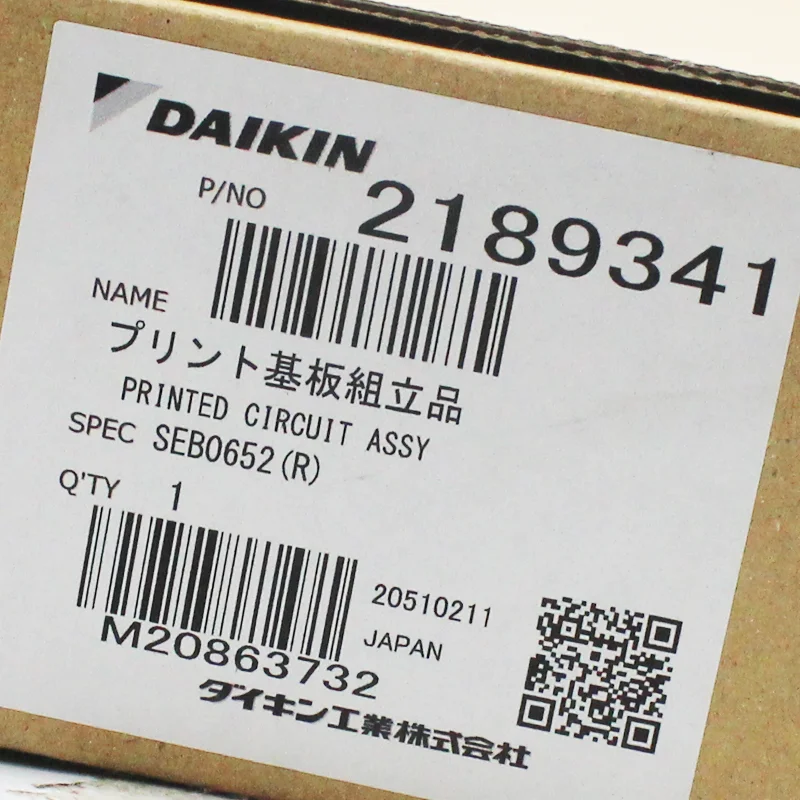 DAIKIN
P/NO 2189341
NAME
プリント基板組立品
PRINTED CIRCUIT ASSY
SPEC SEB0652(R)
Q'TY 1
20510211
JAPAN
M20863732
ダイキン工業株式会社